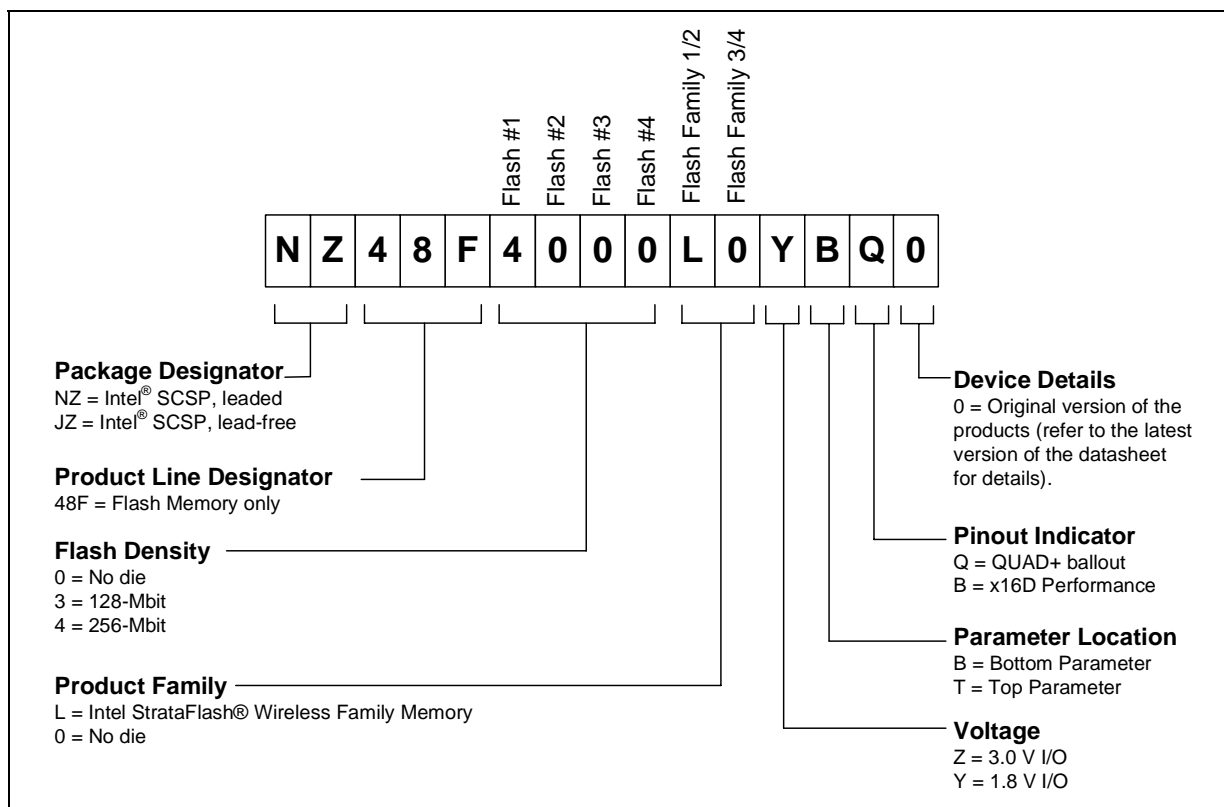 Flash #1
Flash #2
Flash #3
Flash #4
Flash Family 1/2
Flash Family 3/4
N Z 4 8 F 4 0 0 0 L 0 Y B Q 0
Package Designator
NZ = Intel® SCSP, leaded
JZ = Intel® SCSP, lead-free
Product Line Designator
48F = Flash Memory only
Flash Density
0 = No die
3 = 128-Mbit
4 = 256-Mbit
Product Family
L = Intel StrataFlash® Wireless Family Memory
0 = No die
Device Details
0 = Original version of the
products (refer to the latest
version of the datasheet
for details).
Pinout Indicator
Q = QUAD+ ballout
B = x16D Performance
Parameter Location
B = Bottom Parameter
T = Top Parameter
Voltage
Z = 3.0 V I/O
Y = 1.8 V I/O